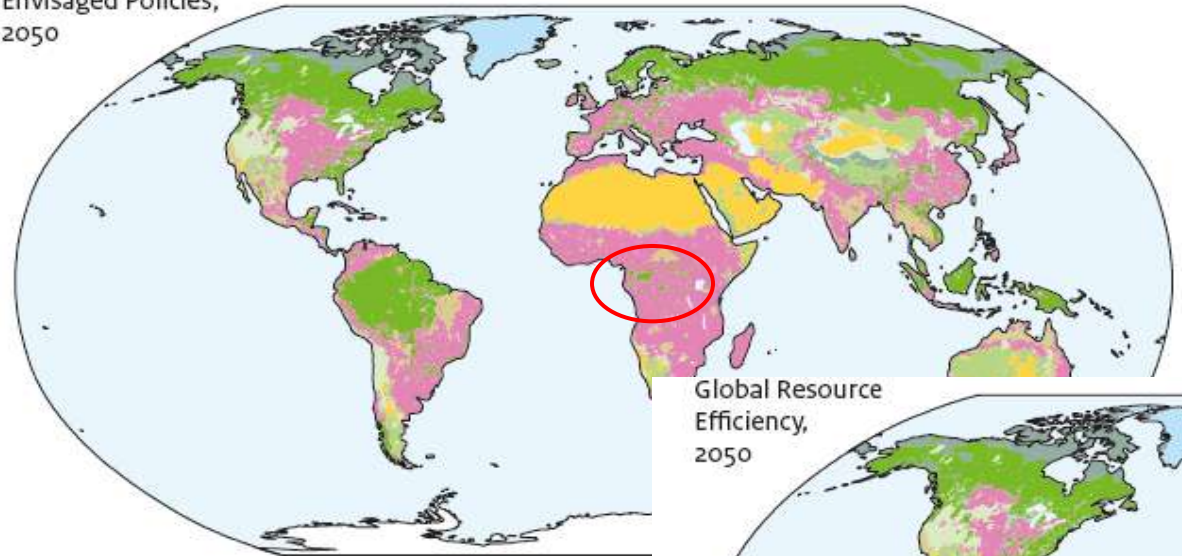 Envisaged Policies,
2050
Global Resource
Efficiency,
2050